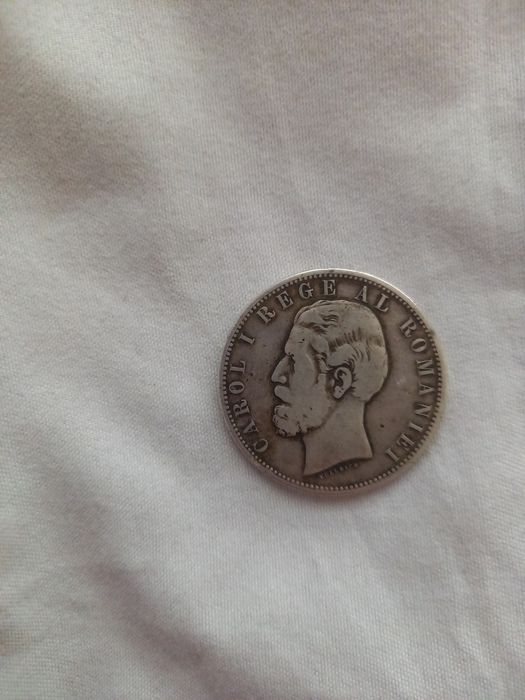 CAROL I REGE AL ROMANIEI